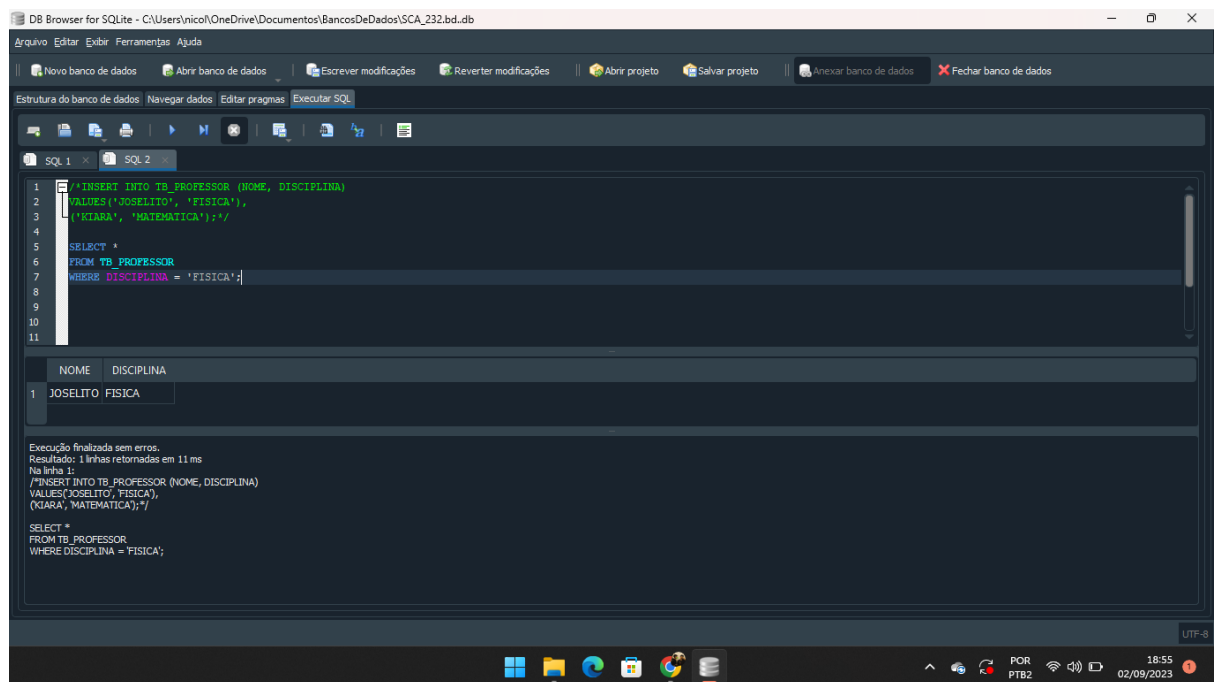 DB Browser for SQLite - C:\Users\nicol\OneDrive\Documentos\BancosDeDados\SCA_232.bd..db
Arquivo Editar Exibir Ferramentas Ajuda
Novo banco de dados Abrir banco de dados Escrever modificações Reverter modificações Abrir projeto Salvar projeto Anexar banco de dados Fechar banco de dados
Estrutura do banco de dados Navegar dados Editar pragmas Executar SQL
SQL 1 SQL 2
1 /*INSERT INTO TB_PROFESSOR (NOME, DISCIPLINA)
2 VALUES('JOSELITO', 'FISICA'),
3 ('KIARA', 'MATEMATICA');*/
4
5 SELECT *
6 FROM TB_PROFESSOR
7 WHERE DISCIPLINA = 'FISICA';
8
9
10
11
NOME DISCIPLINA
1 JOSELITO FISICA
Execução finalizada sem erros.
Resultado: 1 linhas retornadas em 11 ms
Na linha 1:
/*INSERT INTO TB_PROFESSOR (NOME, DISCIPLINA)
VALUES('JOSELITO', 'FISICA'),
('KIARA', 'MATEMATICA');*/
SELECT *
FROM TB_PROFESSOR
WHERE DISCIPLINA = 'FISICA';
UTF-8
POR
PTB2
18:55
02/09/2023
1